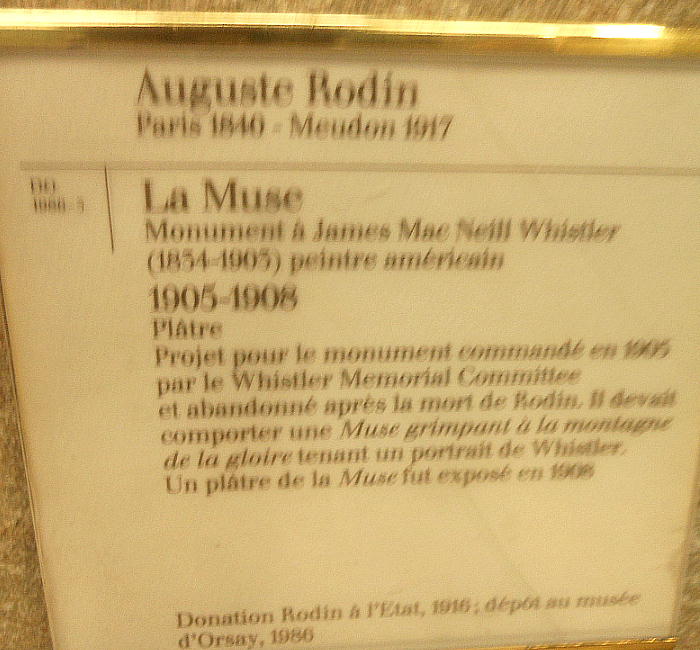 Auguste Rodin
Paris 1840 - Meudon 1917
DO
1986-3
La Muse
Monument à James Mac Neill Whistler
(1834-1903) peintre américain
1905-1908
Plâtre
Projet pour le monument commandé en 1905
par le Whistler Memorial Committee
et abandonné après la mort de Rodin. Il devait
comporter une Muse grimpant à la montagne
de la gloire tenant un portrait de Whistler.
Un plâtre de la Muse fut exposé en 1908
Donation Rodin à l'Etat, 1916 ; dépôt au musée
d'Orsay, 1986